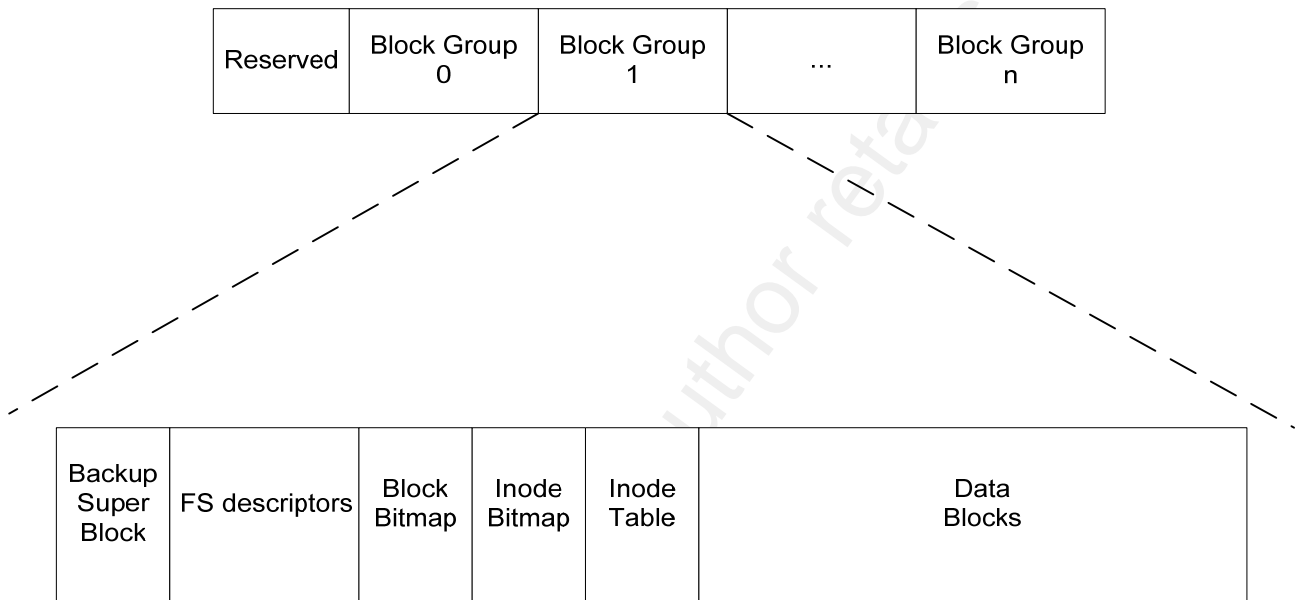 Reserved
Block Group
0
Block Group
1
...
Block Group
n
Backup
Super
Block
FS descriptors
Block
Bitmap
Inode
Bitmap
Inode
Table
Data
Blocks